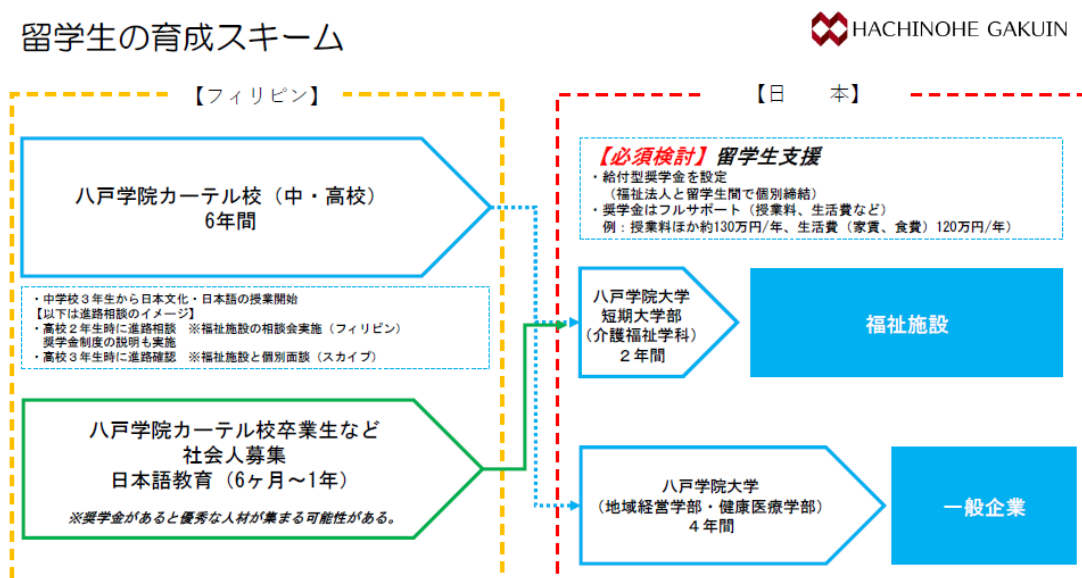 留学生の育成スキーム
HACHINOHE GAKUIN
【フィリピン】
八戸学院カーテル校（中・高校）
6年間
・中学校３年生から日本文化・日本語の授業開始
【以下は進路相談のイメージ】
・高校２年生時に進路相談　※福祉施設の相談会実施（フィリピン）
奨学金制度の説明も実施
・高校３年生時に進路確認　※福祉施設と個別面談（スカイプ）
八戸学院カーテル校卒業生など
社会人募集
日本語教育（6ヶ月～1年）
※奨学金があると優秀な人材が集まる可能性がある。
【日　本】
【必須検討】留学生支援
・給付型奨学金を設定
（福祉法人と留学生間で個別締結）
・奨学金はフルサポート（授業料、生活費など）
例：授業料ほか約130万円/年、生活費（家賃、食費）120万円/年）
八戸学院大学
短期大学部
（介護福祉学科）
２年間
福祉施設
八戸学院大学
（地域経営学部・健康医療学部）
４年間
一般企業